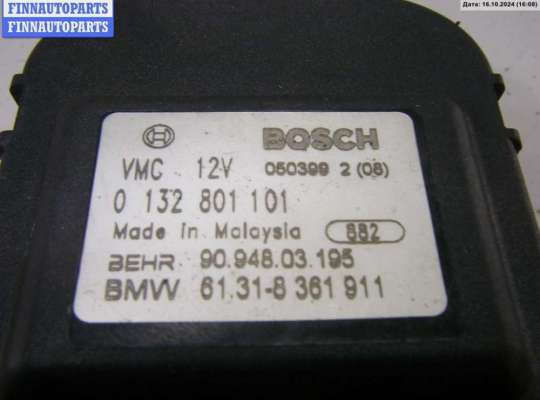 FINNAUTOPARTS
FINNAUTOPARTS
Дата: 16.10.2024 (16:08)
BOSCH
VMC 12V 050399 2 (08)
0 132 801 101
Made in Malaysia 882
BEHR 90.948.03.195
BMW 61.31-8 361 911